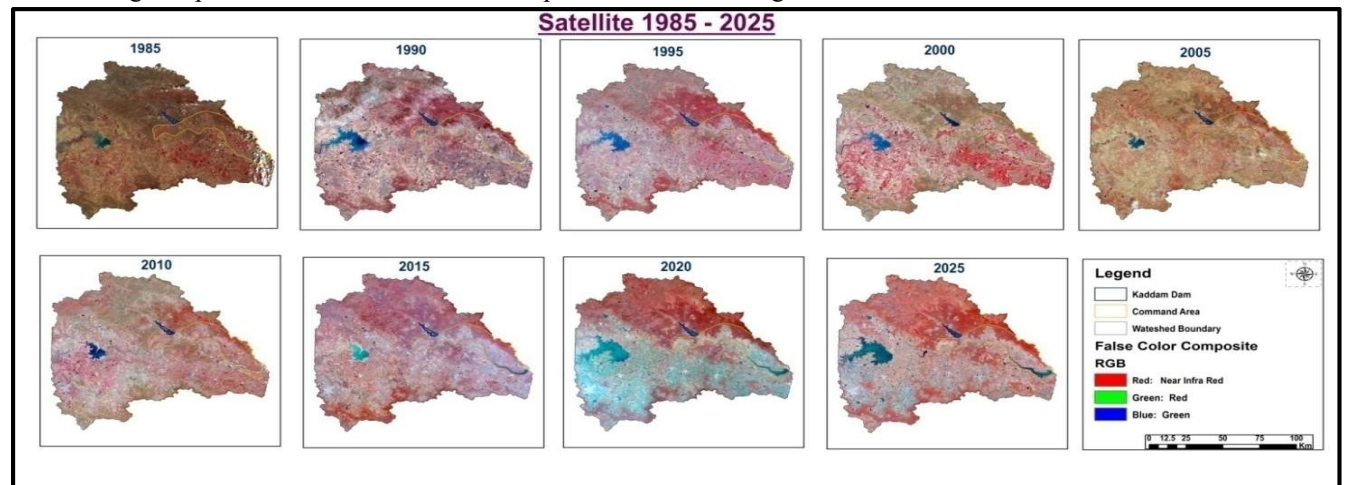 Satellite 1985 - 2025
1985
1990
1995
2000
2005
2010
2015
2020
2025
Legend
Kaddam Dam
Command Area
Wateshed Boundary
False Color Composite
RGB
Red: Near Infra Red
Green: Red
Blue: Green
0 12.5 25 50 75 100
Km